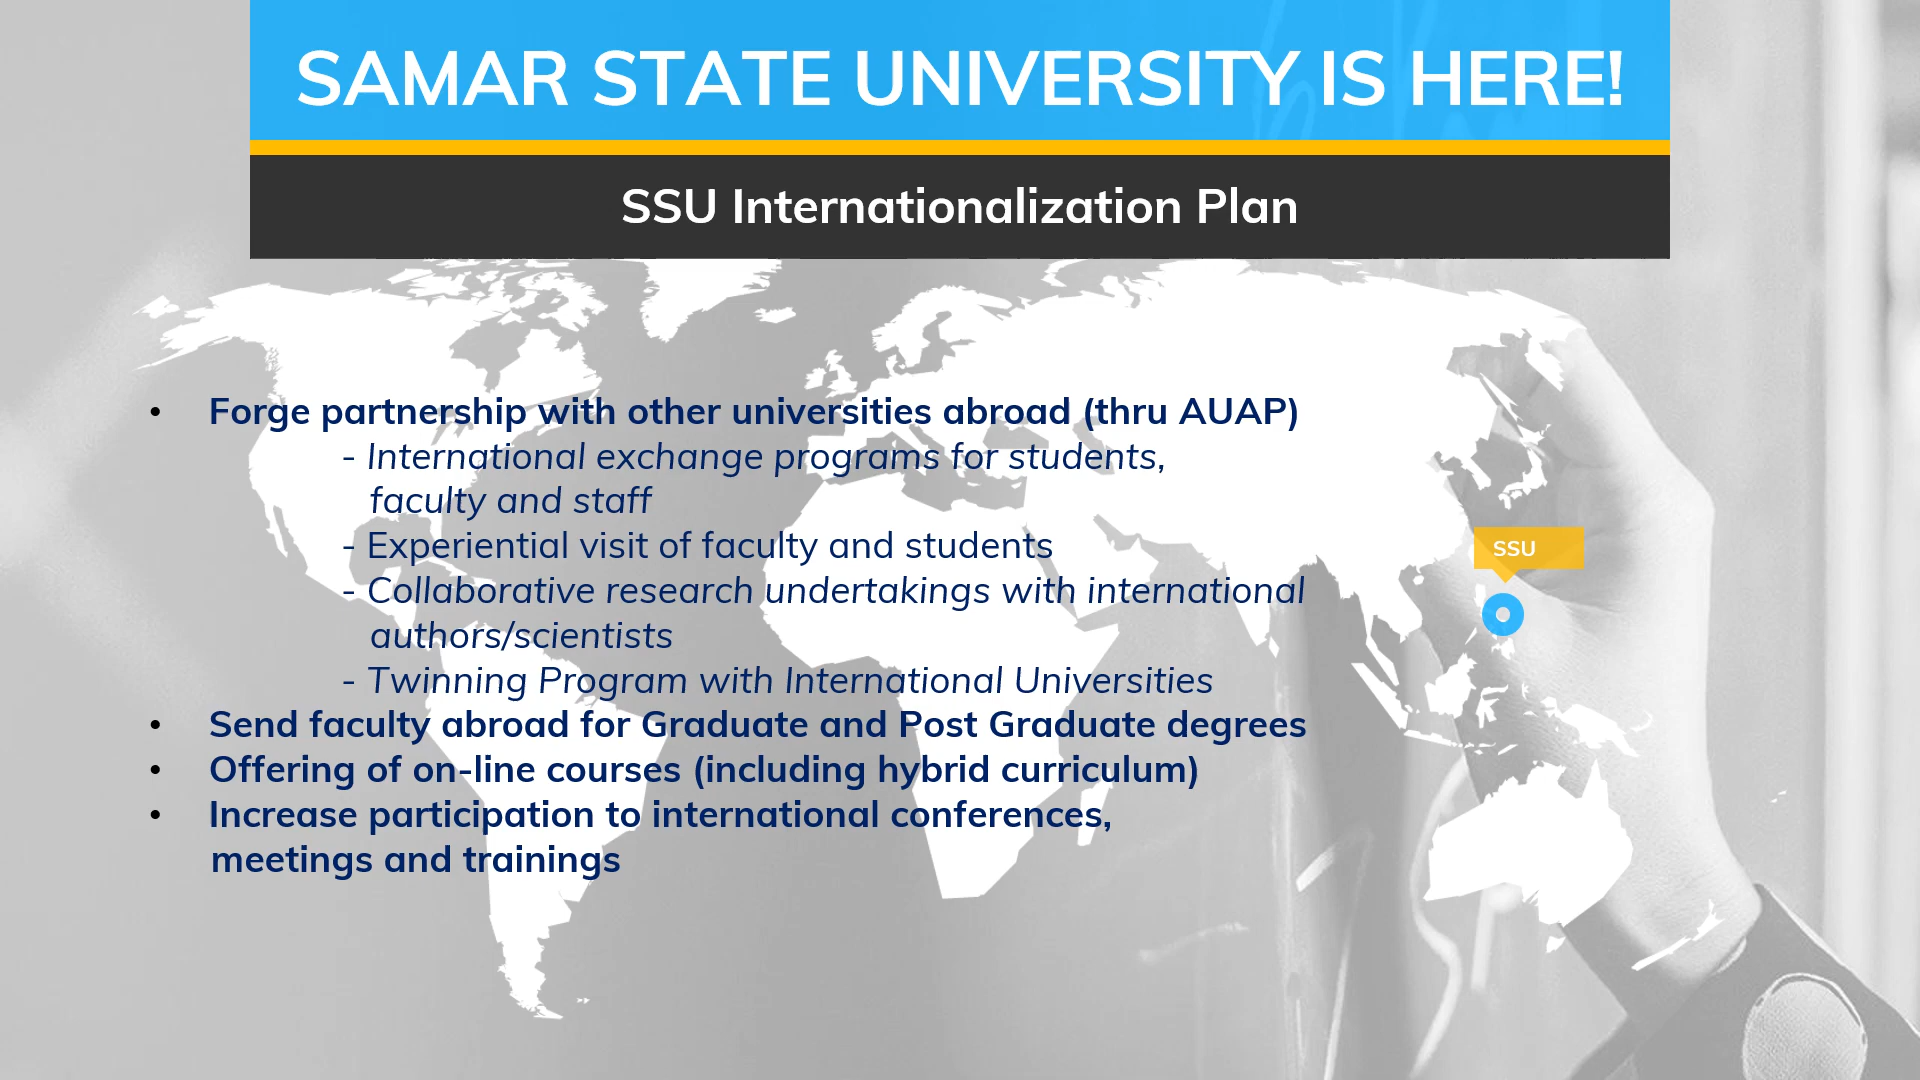 SAMAR STATE UNIVERSITY IS HERE!
SSU Internationalization Plan
• Forge partnership with other universities abroad (thru AUAP)
- International exchange programs for students,
faculty and staff
- Experiential visit of faculty and students
- Collaborative research undertakings with international
authors/scientists
- Twinning Program with International Universities
• Send faculty abroad for Graduate and Post Graduate degrees
• Offering of on-line courses (including hybrid curriculum)
• Increase participation to international conferences,
meetings and trainings
SSU